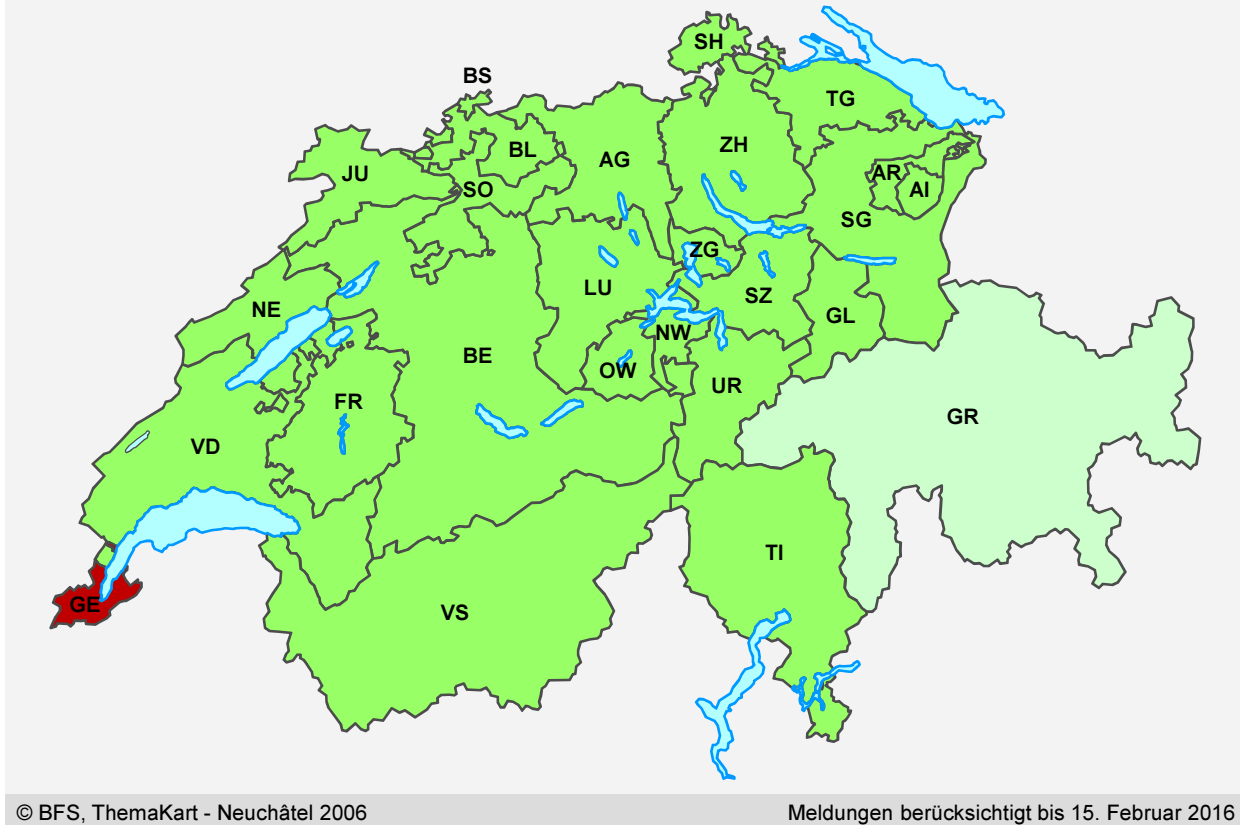 SH
BS
TG
BL
AG
ZH
JU
SO
AR
AI
SG
ZG
LU
SZ
NE
GL
NW
BE
OW
UR
FR
GR
VD
TI
GE
VS
© BFS, ThemaKart - Neuchâtel 2006
Meldungen berücksichtigt bis 15. Februar 2016